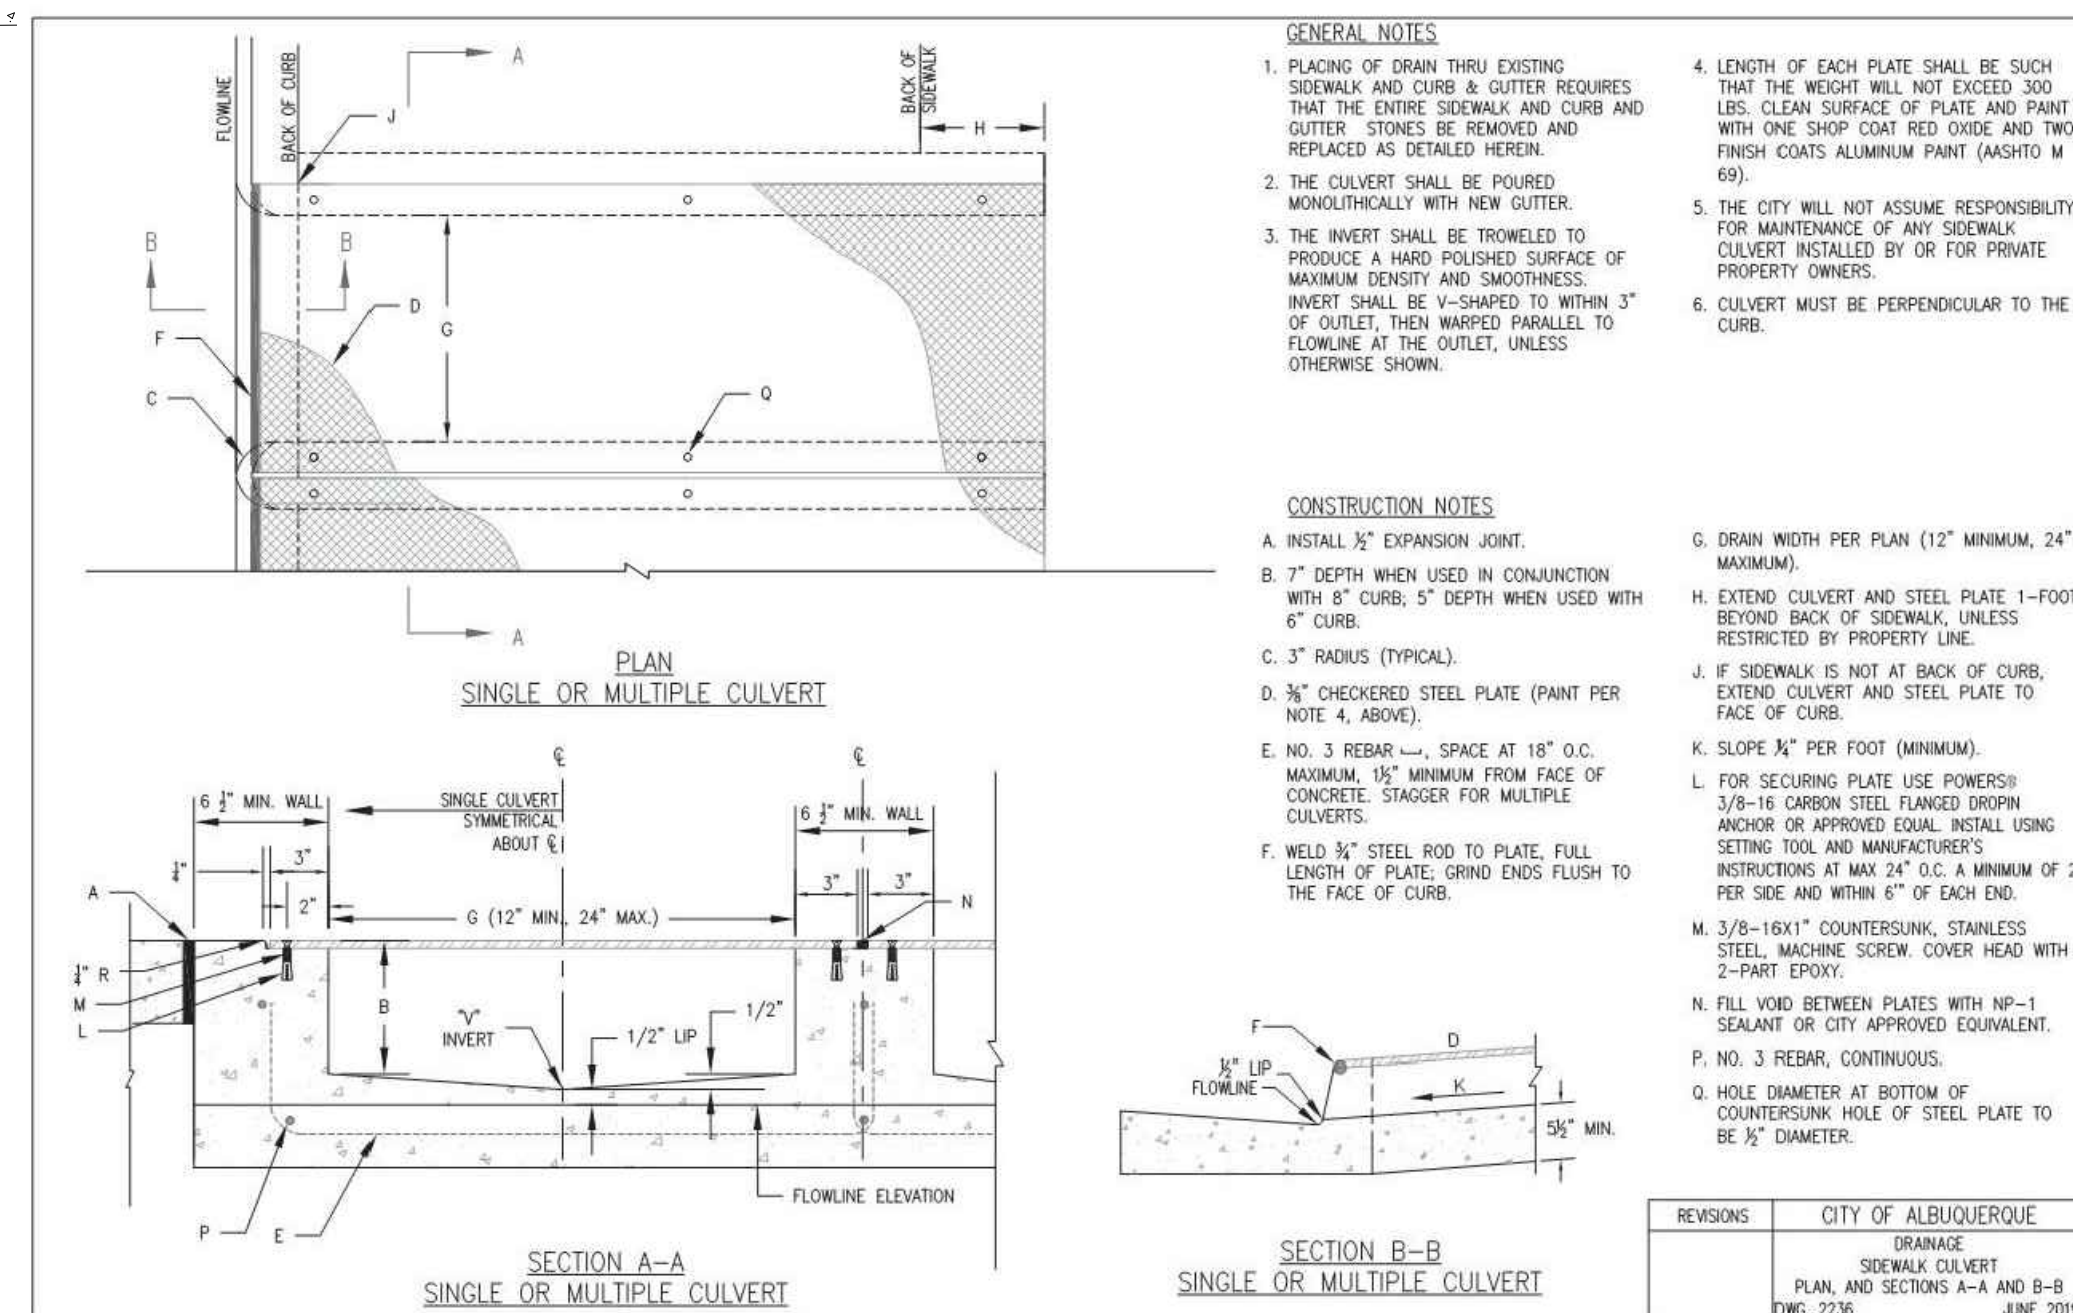 FLOWLINE
BACK OF CURB
A
J
BACK OF
SIDEWALK
H
B
B
D
G
F
C
Q
A
PLAN
SINGLE OR MULTIPLE CULVERT
℄
℄
6 ½" MIN. WALL
SINGLE CULVERT
SYMMETRICAL
ABOUT ℄
6 ½" MIN. WALL
3"
2"
3"
3"
A
G (12" MIN., 24" MAX.)
N
¼" R
M
L
B
"V"
INVERT
1/2" LIP
1/2"
FLOWLINE ELEVATION
P
E
SECTION A-A
SINGLE OR MULTIPLE CULVERT
GENERAL NOTES
1. PLACING OF DRAIN THRU EXISTING
SIDEWALK AND CURB & GUTTER REQUIRES
THAT THE ENTIRE SIDEWALK AND CURB AND
GUTTER STONES BE REMOVED AND
REPLACED AS DETAILED HEREIN.
2. THE CULVERT SHALL BE POURED
MONOLITHICALLY WITH NEW GUTTER.
3. THE INVERT SHALL BE TROWELED TO
PRODUCE A HARD POLISHED SURFACE OF
MAXIMUM DENSITY AND SMOOTHNESS.
INVERT SHALL BE V-SHAPED TO WITHIN 3"
OF OUTLET, THEN WARPED PARALLEL TO
FLOWLINE AT THE OUTLET, UNLESS
OTHERWISE SHOWN.
4. LENGTH OF EACH PLATE SHALL BE SUCH
THAT THE WEIGHT WILL NOT EXCEED 300
LBS. CLEAN SURFACE OF PLATE AND PAINT
WITH ONE SHOP COAT RED OXIDE AND TWO
FINISH COATS ALUMINUM PAINT (AASHTO M
69).
5. THE CITY WILL NOT ASSUME RESPONSIBILITY
FOR MAINTENANCE OF ANY SIDEWALK
CULVERT INSTALLED BY OR FOR PRIVATE
PROPERTY OWNERS.
6. CULVERT MUST BE PERPENDICULAR TO THE
CURB.
CONSTRUCTION NOTES
A. INSTALL ½" EXPANSION JOINT.
B. 7" DEPTH WHEN USED IN CONJUNCTION
WITH 8" CURB; 5" DEPTH WHEN USED WITH
6" CURB.
C. 3" RADIUS (TYPICAL).
D. ⅜" CHECKERED STEEL PLATE (PAINT PER
NOTE 4, ABOVE).
E. NO. 3 REBAR , SPACE AT 18" O.C.
MAXIMUM, 1½" MINIMUM FROM FACE OF
CONCRETE. STAGGER FOR MULTIPLE
CULVERTS.
F. WELD ¾" STEEL ROD TO PLATE, FULL
LENGTH OF PLATE; GRIND ENDS FLUSH TO
THE FACE OF CURB.
G. DRAIN WIDTH PER PLAN (12" MINIMUM, 24"
MAXIMUM).
H. EXTEND CULVERT AND STEEL PLATE 1-FOOT
BEYOND BACK OF SIDEWALK, UNLESS
RESTRICTED BY PROPERTY LINE.
J. IF SIDEWALK IS NOT AT BACK OF CURB,
EXTEND CULVERT AND STEEL PLATE TO
FACE OF CURB.
K. SLOPE ¼" PER FOOT (MINIMUM).
L. FOR SECURING PLATE USE POWERS®
3/8-16 CARBON STEEL FLANGED DROPIN
ANCHOR OR APPROVED EQUAL. INSTALL USING
SETTING TOOL AND MANUFACTURER'S
INSTRUCTIONS AT MAX 24" O.C. A MINIMUM OF 2
PER SIDE AND WITHIN 6'" OF EACH END.
M. 3/8-16X1" COUNTERSUNK, STAINLESS
STEEL, MACHINE SCREW. COVER HEAD WITH
2-PART EPOXY.
N. FILL VOID BETWEEN PLATES WITH NP-1
SEALANT OR CITY APPROVED EQUIVALENT.
P. NO. 3 REBAR, CONTINUOUS.
Q. HOLE DIAMETER AT BOTTOM OF
COUNTERSUNK HOLE OF STEEL PLATE TO
BE ½" DIAMETER.
F
D
½" LIP
FLOWLINE
K
5½" MIN.
SECTION B-B
SINGLE OR MULTIPLE CULVERT
REVISIONS
CITY OF ALBUQUERQUE
DRAINAGE
SIDEWALK CULVERT
PLAN, AND SECTIONS A-A AND B-B
DWG. 2236 JUNE 2019